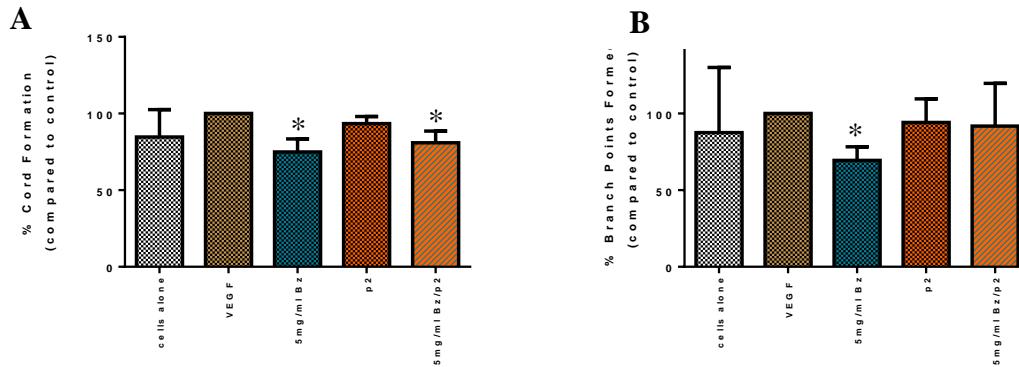 A
% Cord Formation
(compared to control)
150
100
50
0
*
*
cells alone
VEGF
5mg/ml Bz
p2
5mg/ml Bz/p2
B
% Branch Points Forme
(compared to control)
100
50
0
*
cells alone
VEGF
5mg/ml Bz
p2
5mg/ml Bz/p2